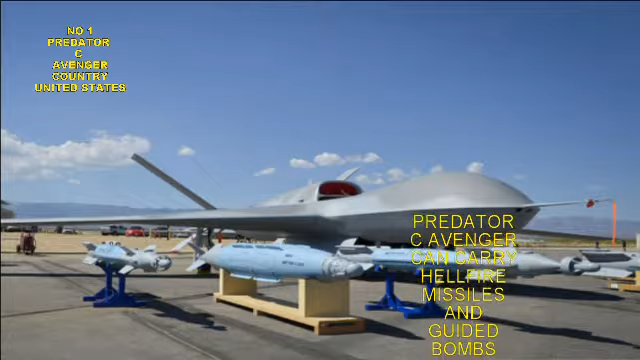 NO 1
PREDATOR
C
AVENGER
COUNTRY
UNITED STATES
PREDATOR
C AVENGER
CAN CARRY
HELLFIRE
MISSILES
AND
GUIDED
BOMBS